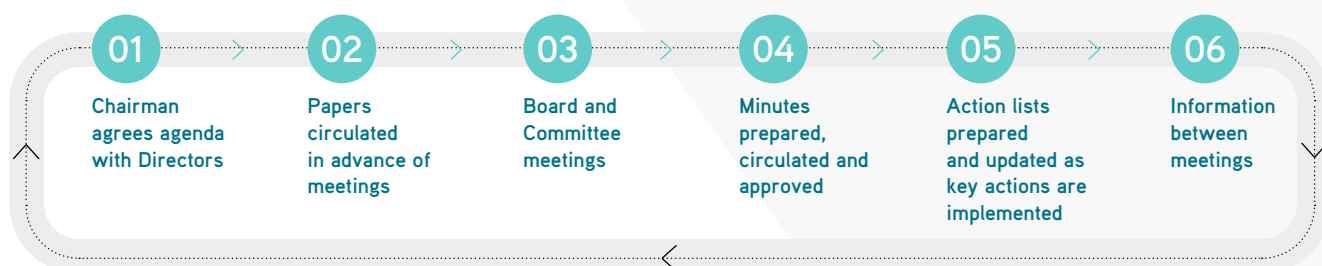 01
Chairman
agrees agenda
with Directors
02
Papers
circulated
in advance of
meetings
03
Board and
Committee
meetings
04
Minutes
prepared,
circulated and
approved
05
Action lists
prepared
and updated as
key actions are
implemented
06
Information
between
meetings